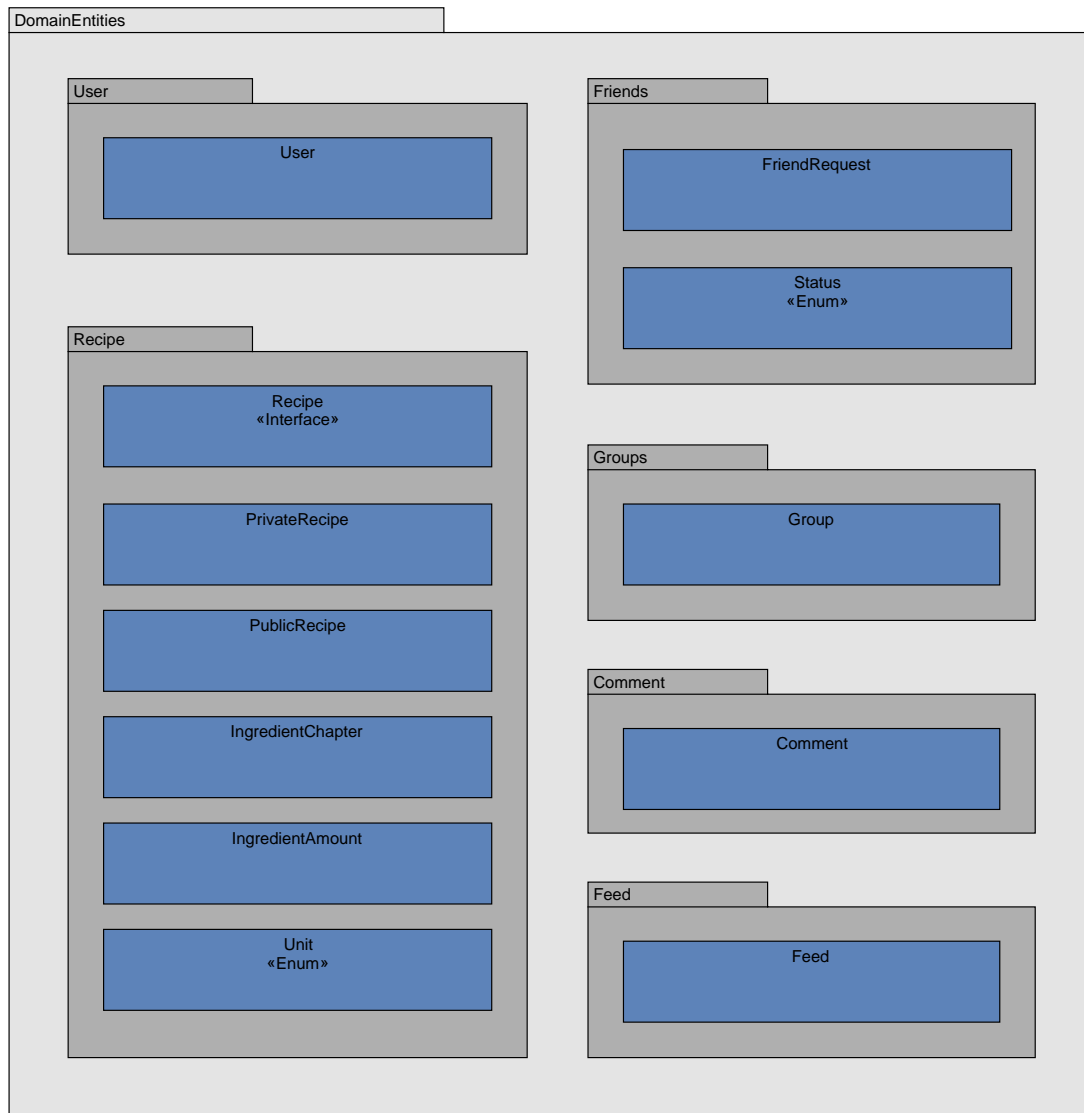 DomainEntities
User
User
Recipe
Recipe
«Interface»
PrivateRecipe
PublicRecipe
IngredientChapter
IngredientAmount
Unit
«Enum»
Friends
FriendRequest
Status
«Enum»
Groups
Group
Comment
Comment
Feed
Feed